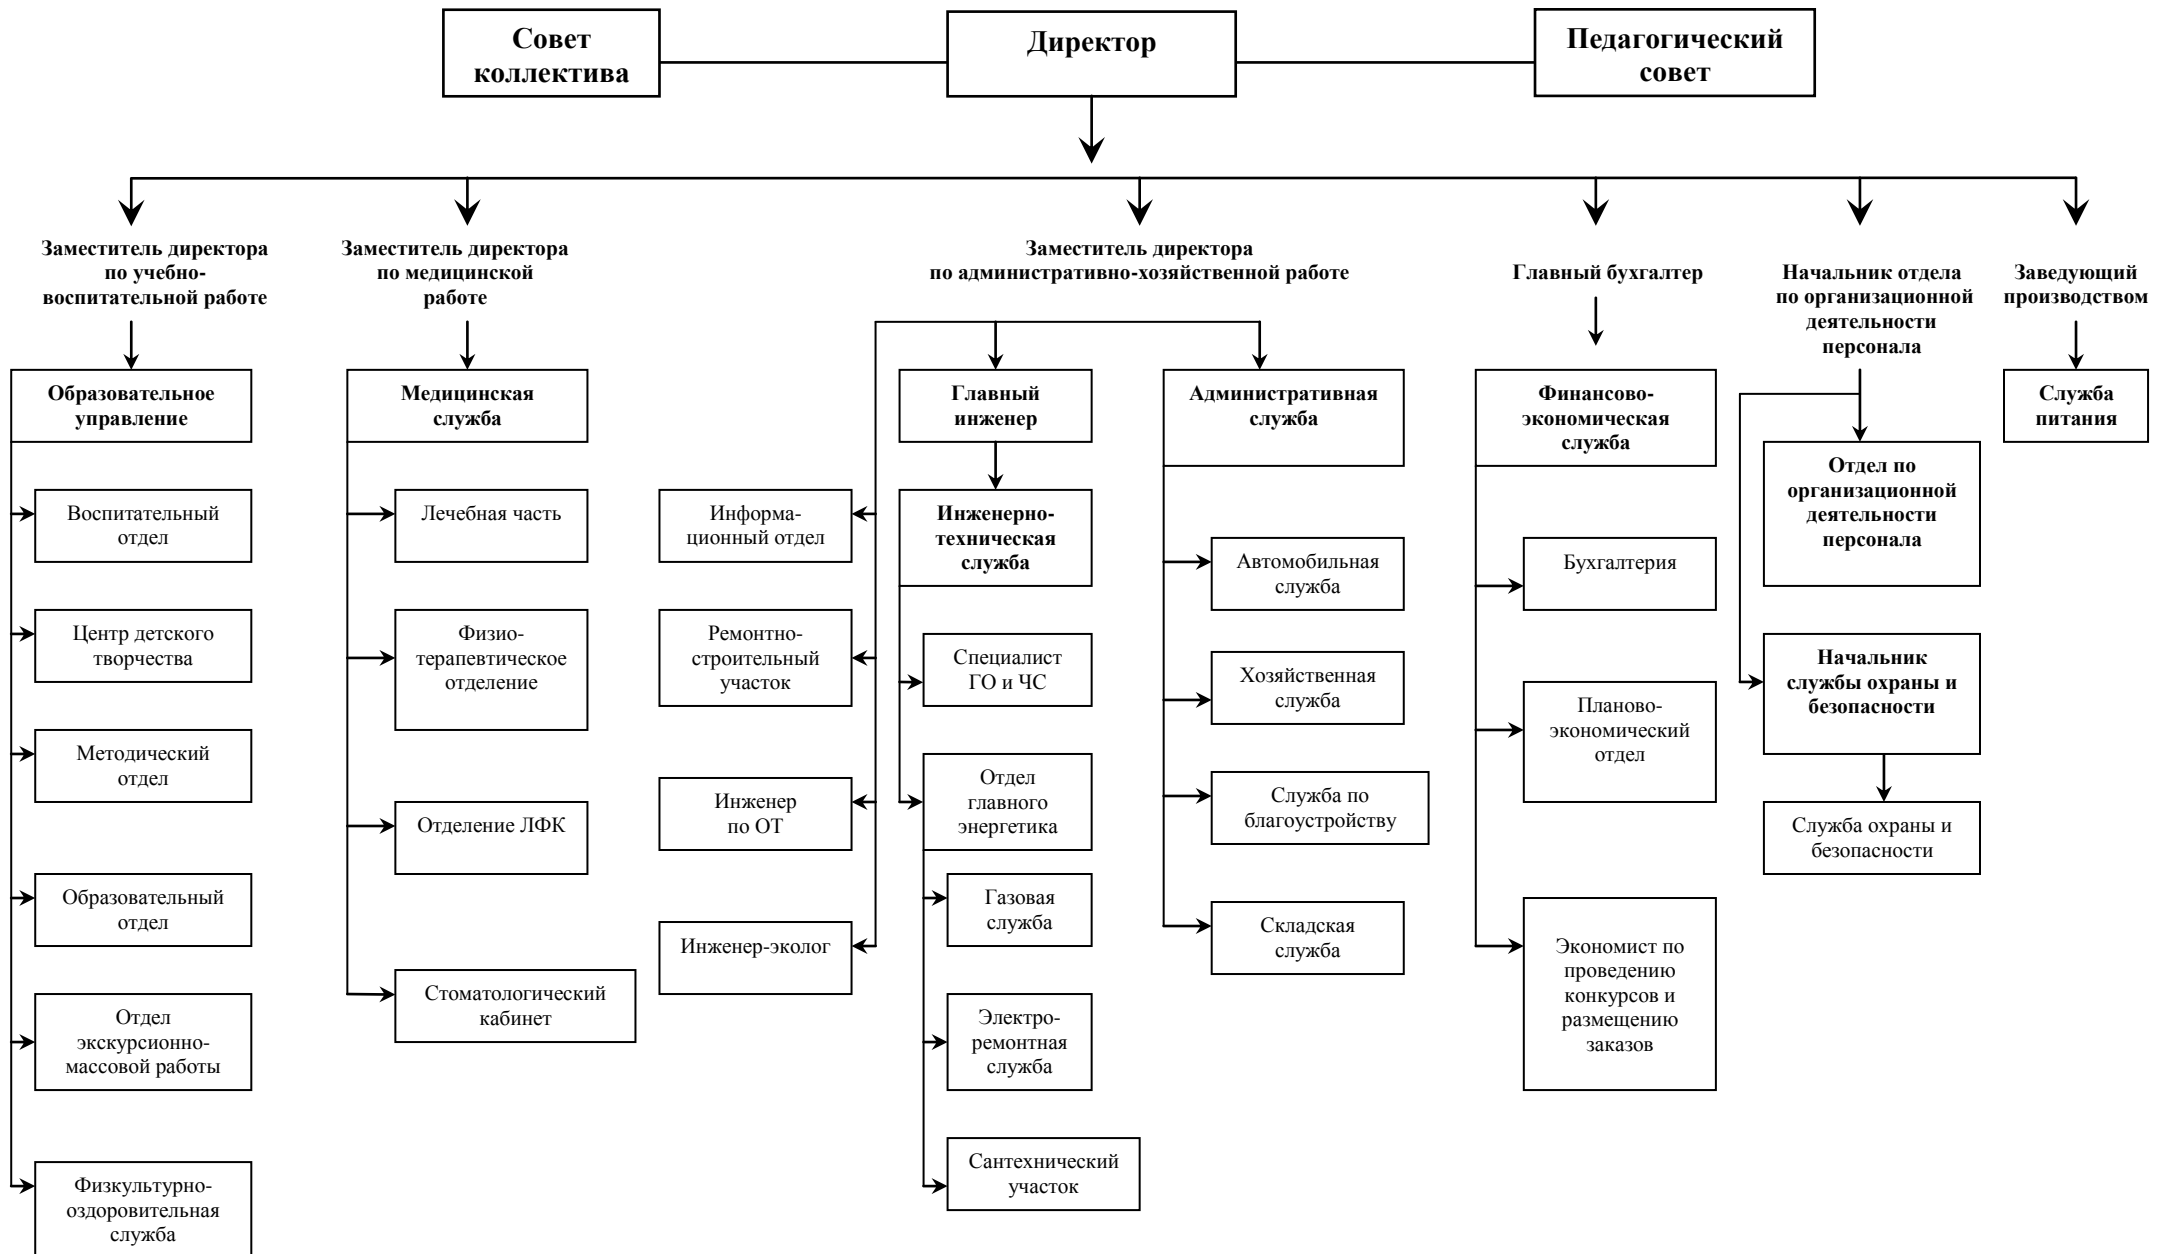 Совет
коллектива
Директор
Педагогический
совет
Заместитель директора
по учебно-
воспитательной работе
Заместитель директора
по медицинской
работе
Заместитель директора
по административно-хозяйственной работе
Главный бухгалтер
Начальник отдела
по организационной
деятельности
персонала
Заведующий
производством
Образовательное
управление
Воспитательный
отдел
Центр детского
творчества
Методический
отдел
Образовательный
отдел
Отдел
экскурсионно-
массовой работы
Физкультурно-
оздоровительная
служба
Медицинская
служба
Лечебная часть
Физио-
терапевтическое
отделение
Отделение ЛФК
Стоматологический
кабинет
Информа-
ционный отдел
Ремонтно-
строительный
участок
Инженер
по ОТ
Инженер-эколог
Главный
инженер
Инженерно-
техническая
служба
Специалист
ГО и ЧС
Отдел
главного
энергетика
Газовая
служба
Электро-
ремонтная
служба
Сантехнический
участок
Административная
служба
Автомобильная
служба
Хозяйственная
служба
Служба по
благоустройству
Складская
служба
Финансово-
экономическая
служба
Бухгалтерия
Планово-
экономический
отдел
Экономист по
проведению
конкурсов и
размещению
заказов
Отдел по
организационной
деятельности
персонала
Начальник
службы охраны и
безопасности
Служба охраны и
безопасности
Служба
питания